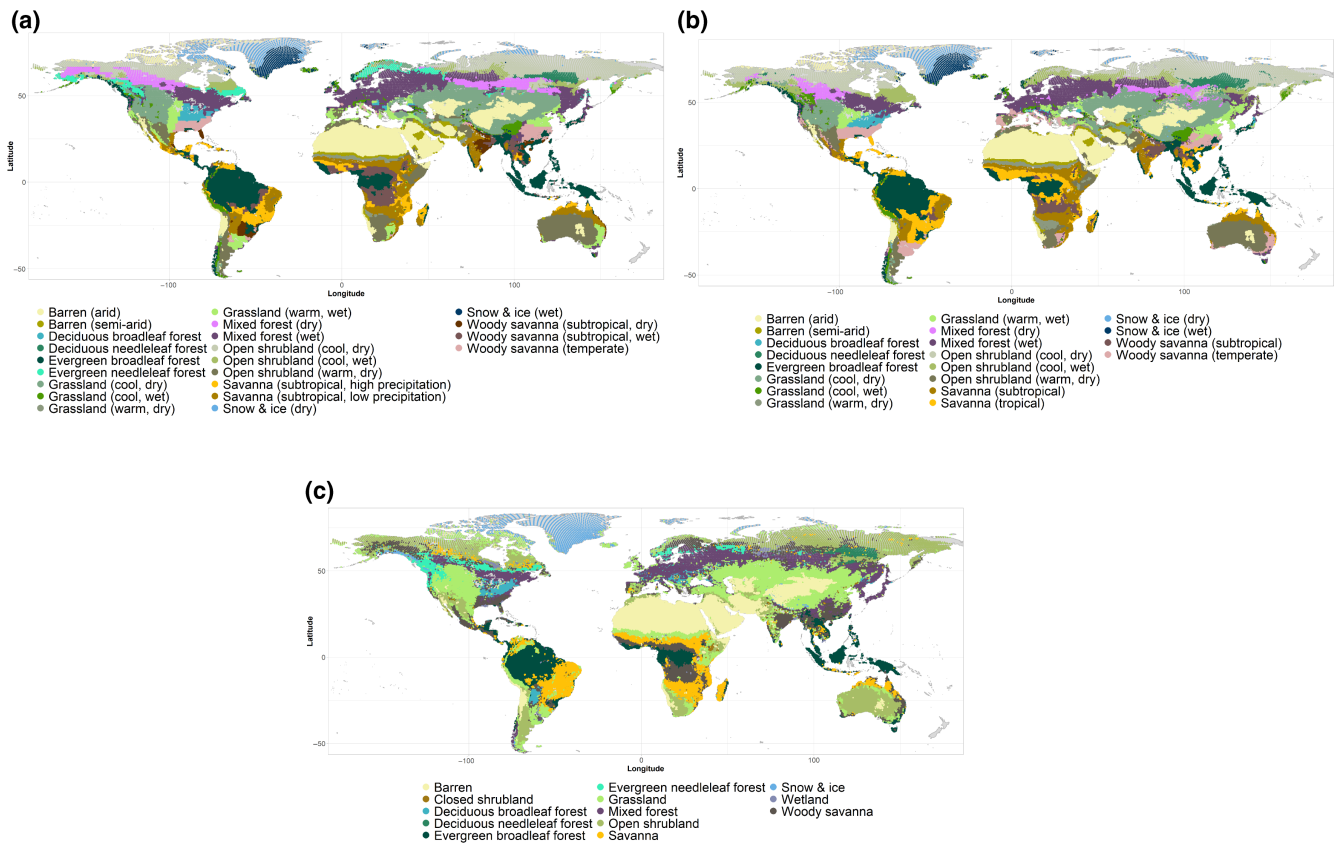 (a)
Latitude
50
0
−50
−100
0
100
Longitude
Barren (arid)
Barren (semi-arid)
Deciduous broadleaf forest
Deciduous needleleaf forest
Evergreen broadleaf forest
Evergreen needleleaf forest
Grassland (cool, dry)
Grassland (cool, wet)
Grassland (warm, dry)
Grassland (warm, wet)
Mixed forest (dry)
Mixed forest (wet)
Open shrubland (cool, dry)
Open shrubland (cool, wet)
Open shrubland (warm, dry)
Savanna (subtropical, high precipitation)
Savanna (subtropical, low precipitation)
Snow & ice (dry)
Snow & ice (wet)
Woody savanna (subtropical, dry)
Woody savanna (subtropical, wet)
Woody savanna (temperate)
(b)
Latitude
50
0
−50
−100
0
100
Longitude
Barren (arid)
Barren (semi-arid)
Deciduous broadleaf forest
Deciduous needleleaf forest
Evergreen broadleaf forest
Grassland (cool, dry)
Grassland (cool, wet)
Grassland (warm, dry)
Grassland (warm, wet)
Mixed forest (dry)
Mixed forest (wet)
Open shrubland (cool, dry)
Open shrubland (cool, wet)
Open shrubland (warm, dry)
Savanna (subtropical)
Savanna (tropical)
Snow & ice (dry)
Snow & ice (wet)
Woody savanna (subtropical)
Woody savanna (temperate)
(c)
Latitude
50
0
−50
−100
0
100
Longitude
Barren
Closed shrubland
Deciduous broadleaf forest
Deciduous needleleaf forest
Evergreen broadleaf forest
Evergreen needleleaf forest
Grassland
Mixed forest
Open shrubland
Savanna
Snow & ice
Wetland
Woody savanna